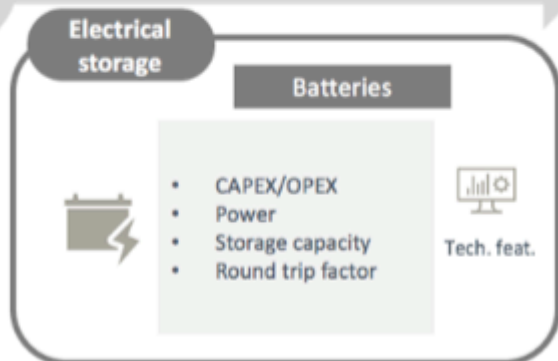 Electrical
storage
Batteries
• CAPEX/OPEX
• Power
• Storage capacity
• Round trip factor
Tech. feat.